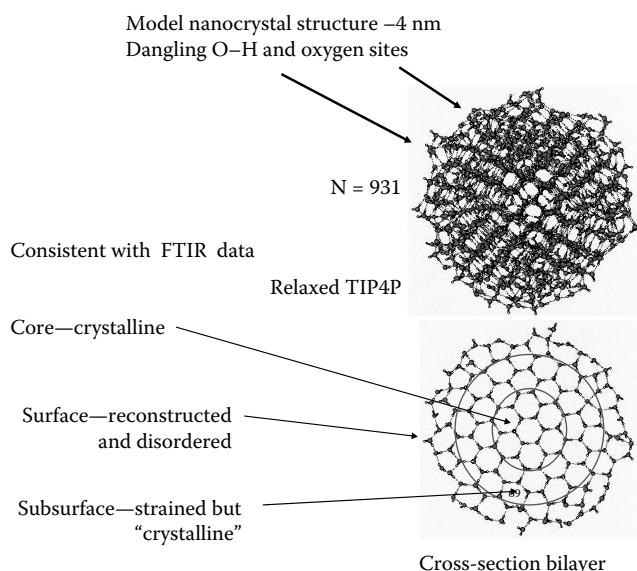 Model nanocrystal structure –4 nm
Dangling O–H and oxygen sites
N = 931
Consistent with FTIR data
Relaxed TIP4P
Core—crystalline
Surface—reconstructed
and disordered
Subsurface—strained but
“crystalline”
Cross-section bilayer